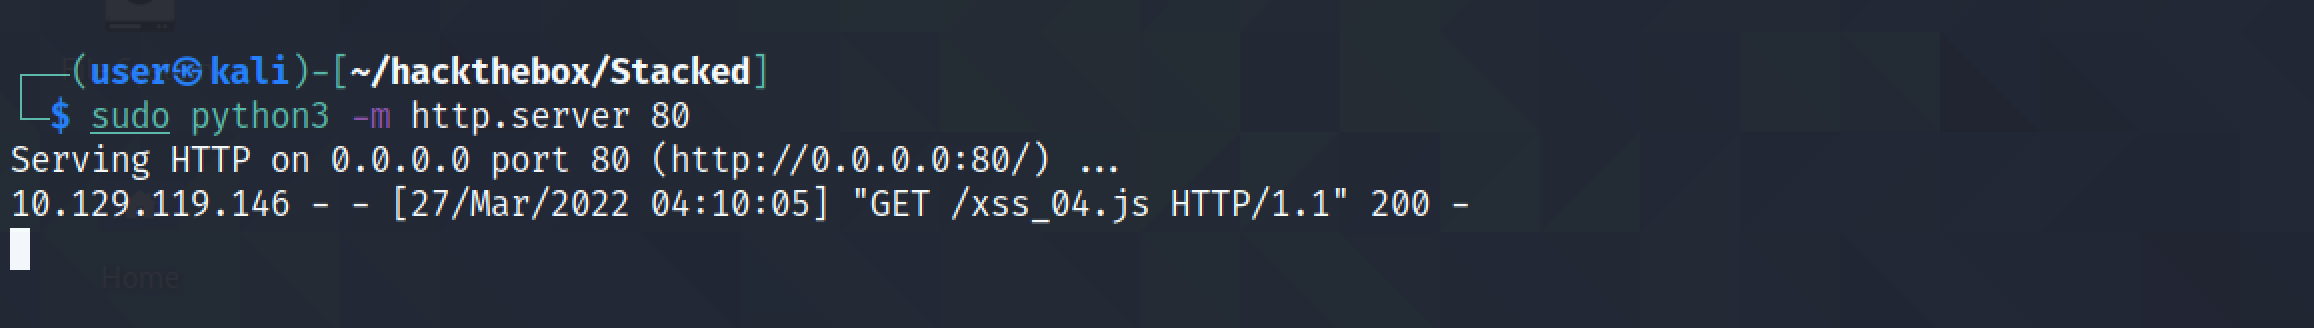 ┌──(user㉿kali)-[~/hackthebox/Stacked]
└─$ sudo python3 -m http.server 80
Serving HTTP on 0.0.0.0 port 80 (http://0.0.0.0:80/) ...
10.129.119.146 - - [27/Mar/2022 04:10:05] "GET /xss_04.js HTTP/1.1" 200 -
Home